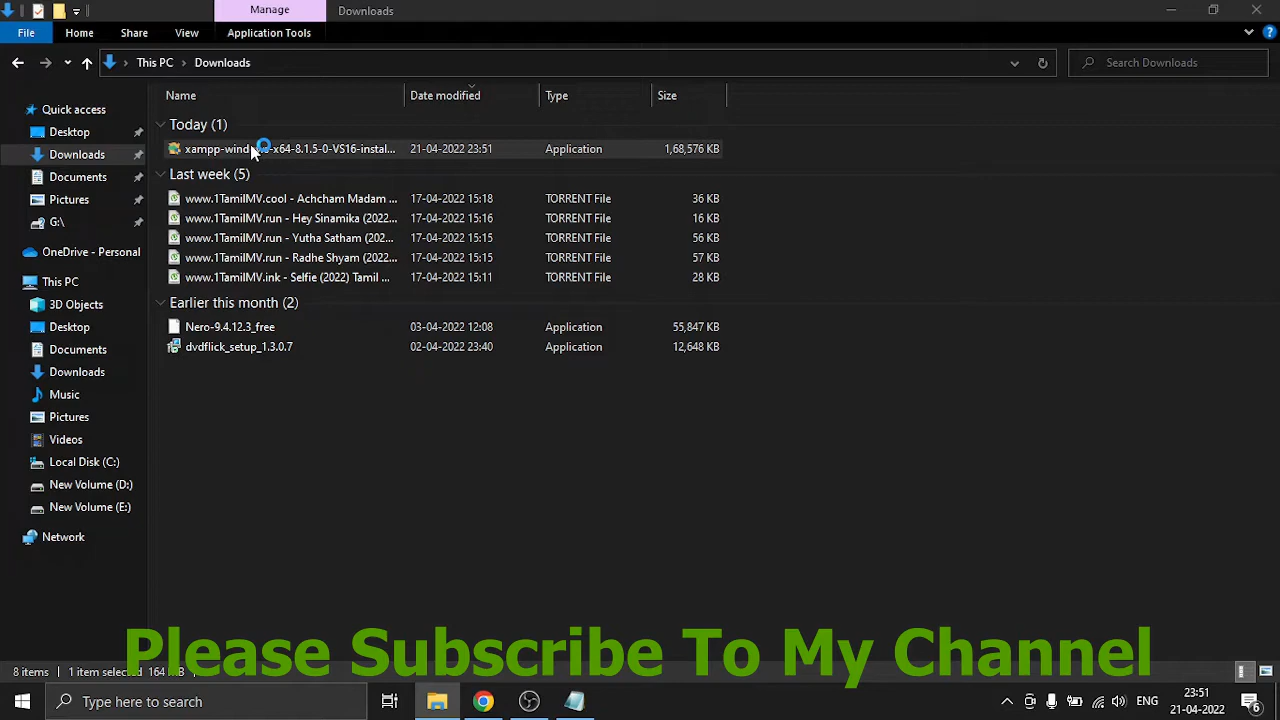 Manage
Downloads
File
Home
Share
View
Application Tools
This PC
Downloads
Search Downloads
Name
Date modified
Type
Size
Quick access
Desktop
Downloads
Documents
Pictures
G:\
OneDrive - Personal
This PC
3D Objects
Desktop
Documents
Downloads
Music
Pictures
Videos
Local Disk (C:)
New Volume (D:)
New Volume (E:)
Network
Today (1)
xampp-wind s-x64-8.1.5-0-VS16-instal... 21-04-2022 23:51 Application 1,68,576 KB
Last week (5)
www.1TamilMV.cool - Achcham Madam ... 17-04-2022 15:18 TORRENT File 36 KB
www.1TamilMV.run - Hey Sinamika (2022... 17-04-2022 15:16 TORRENT File 16 KB
www.1TamilMV.run - Yutha Satham (202... 17-04-2022 15:15 TORRENT File 56 KB
www.1TamilMV.run - Radhe Shyam (2022... 17-04-2022 15:15 TORRENT File 57 KB
www.1TamilMV.ink - Selfie (2022) Tamil ... 17-04-2022 15:11 TORRENT File 28 KB
Earlier this month (2)
Nero-9.4.12.3_free 03-04-2022 12:08 Application 55,847 KB
dvdflick_setup_1.3.0.7 02-04-2022 23:40 Application 12,648 KB
Please Subscribe To My Channel
8 items
1 item selected 164 MB
Type here to search
ENG
23:51
21-04-2022
6